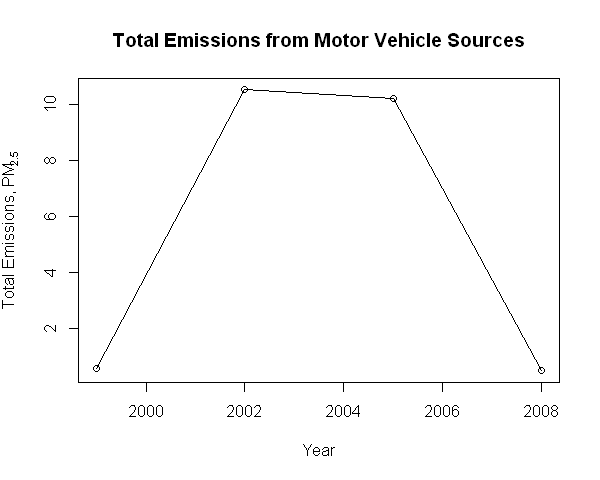 Total Emissions from Motor Vehicle Sources
Total Emissions, PM2.5
10
8
6
4
2
2000 2002 2004 2006 2008
Year